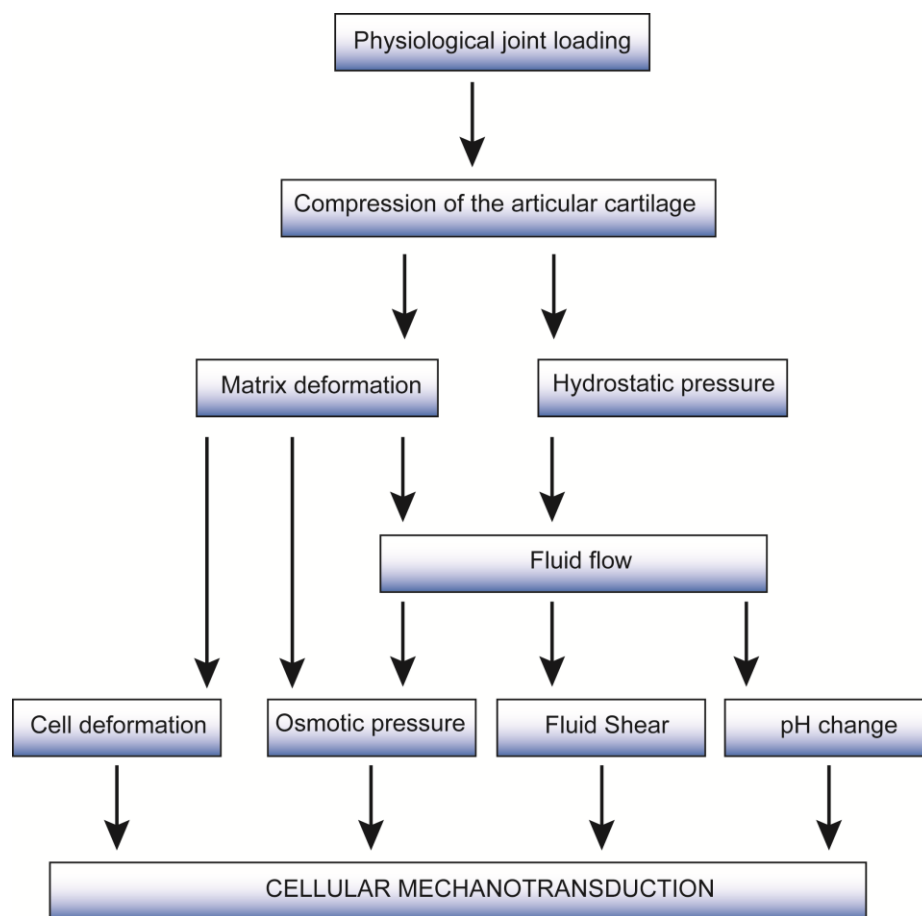 Physiological joint loading
Compression of the articular cartilage
Matrix deformation
Hydrostatic pressure
Fluid flow
Cell deformation
Osmotic pressure
Fluid Shear
pH change
CELLULAR MECHANOTRANSDUCTION